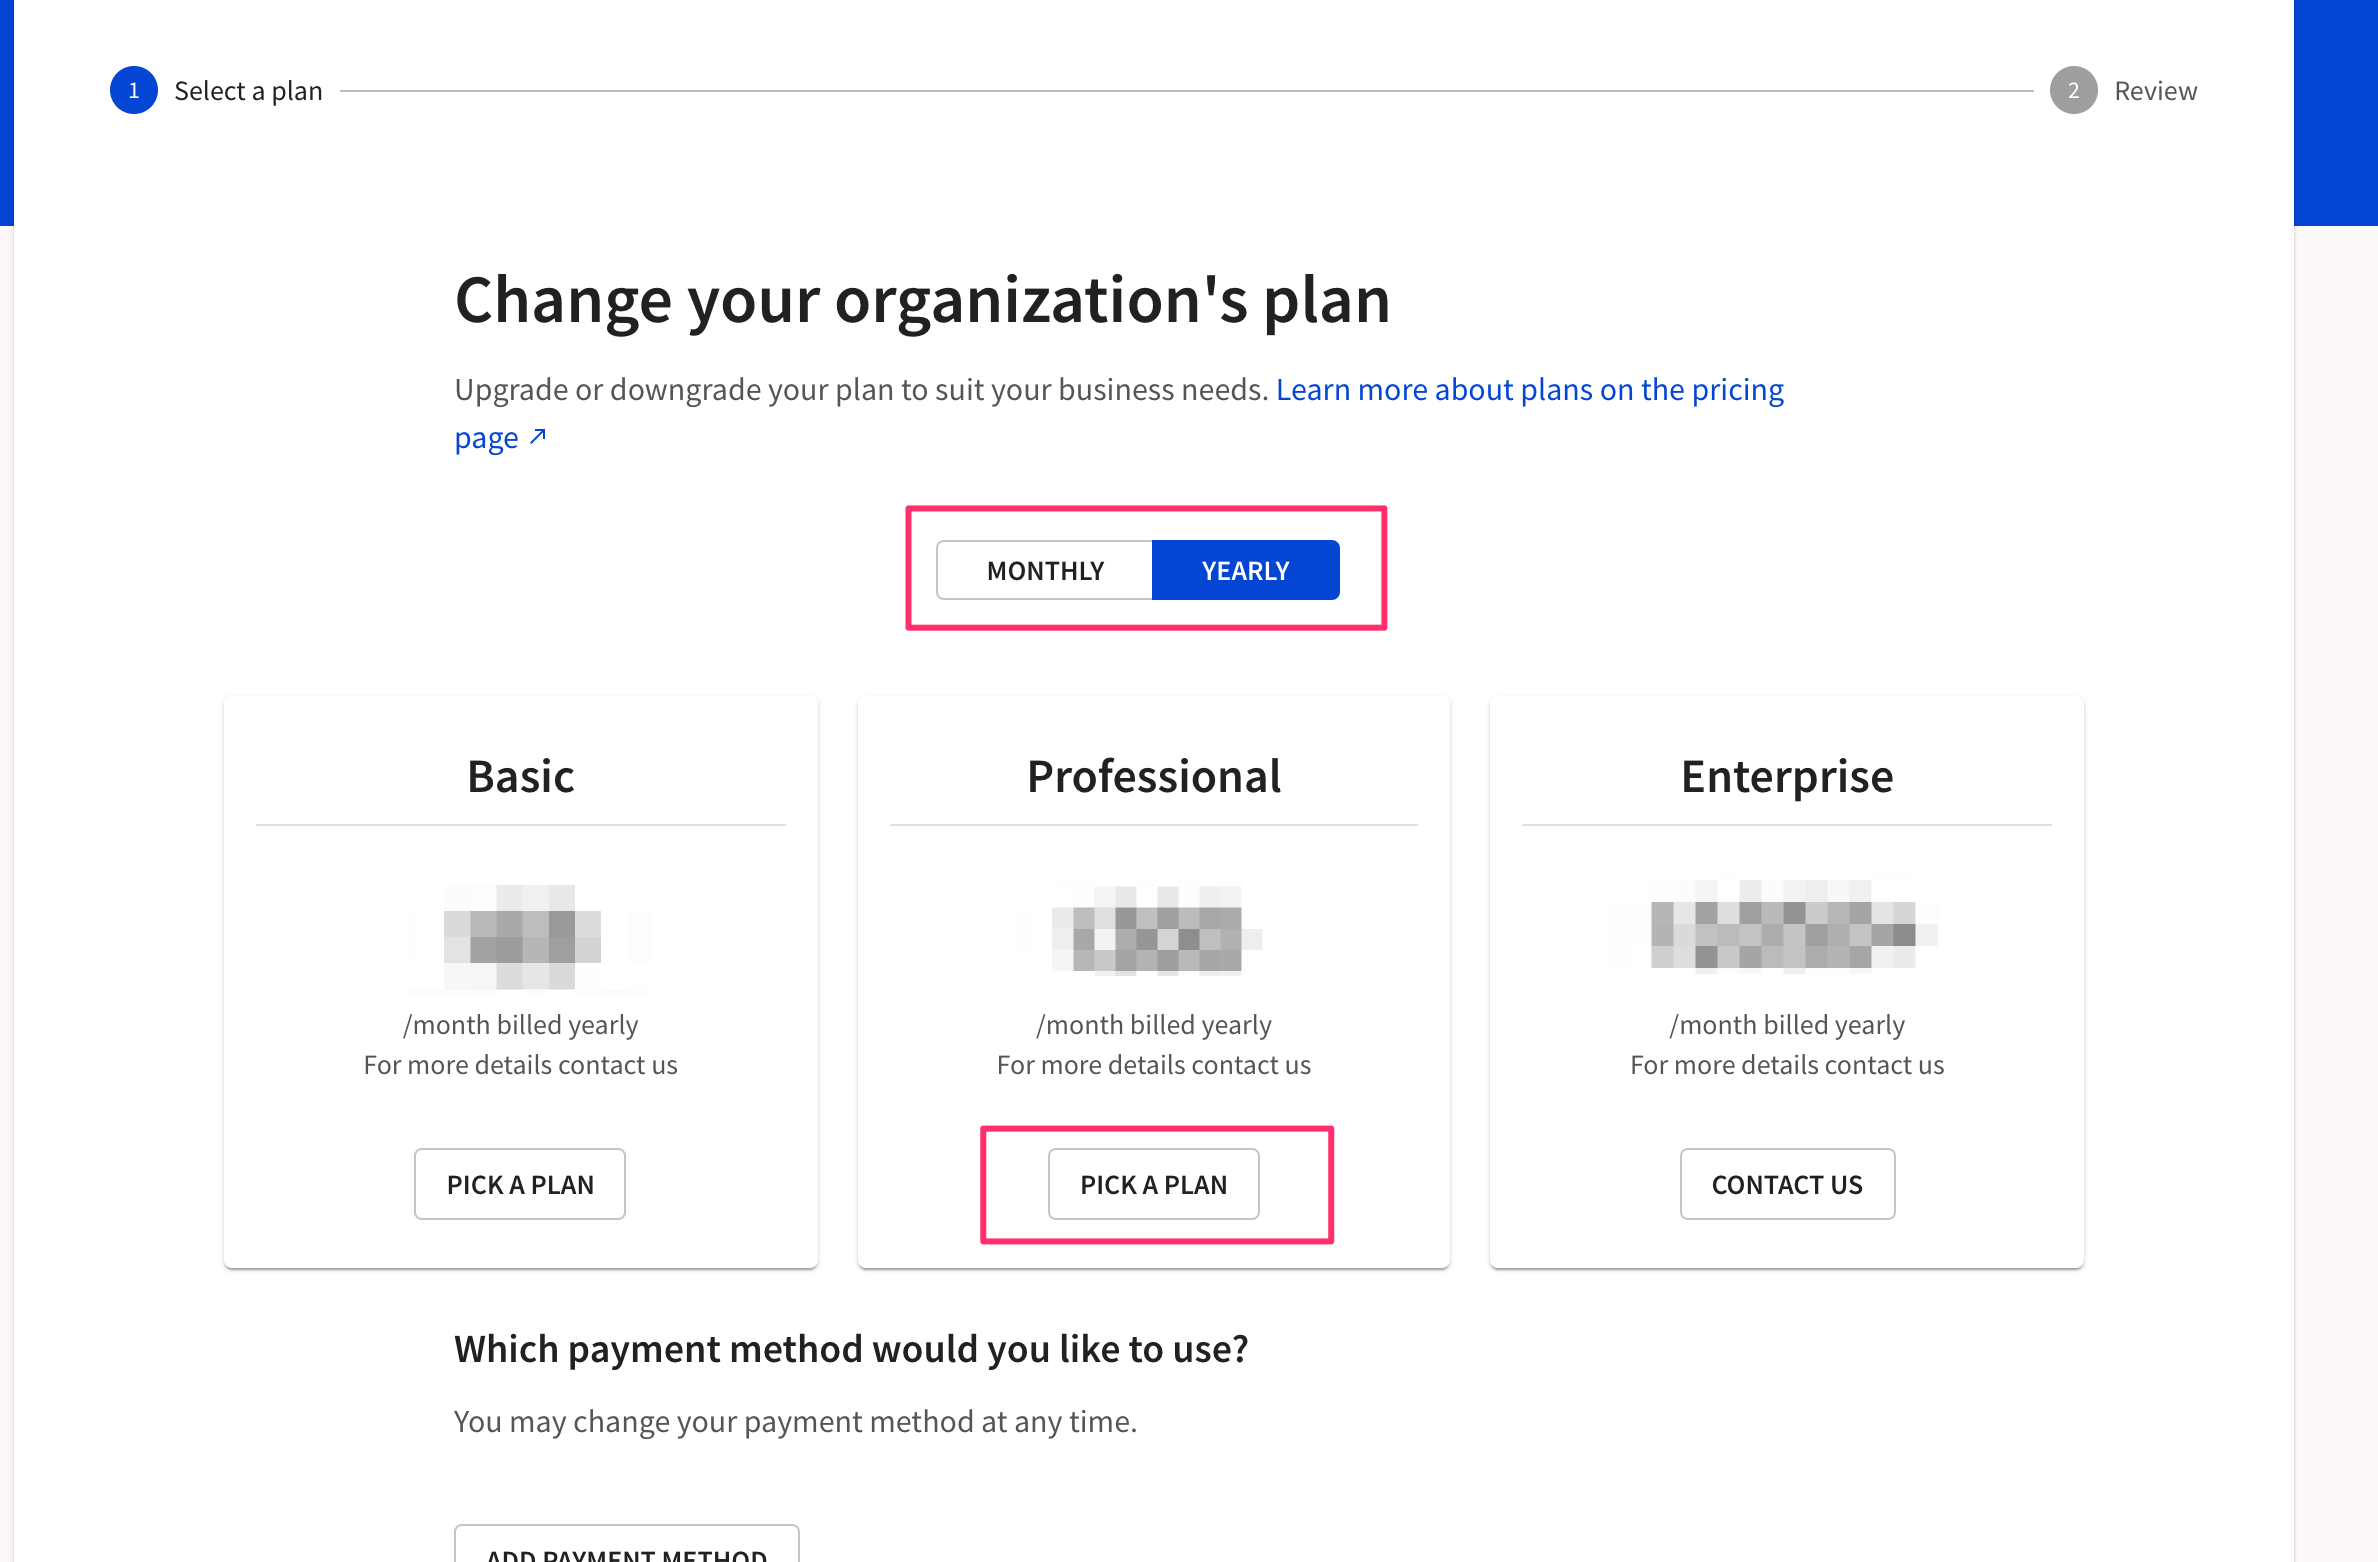 1 Select a plan
2 Review
Change your organization's plan
Upgrade or downgrade your plan to suit your business needs. Learn more about plans on the pricing
page ↗
MONTHLY YEARLY
Basic
/month billed yearly
For more details contact us
PICK A PLAN
Professional
/month billed yearly
For more details contact us
PICK A PLAN
Enterprise
/month billed yearly
For more details contact us
CONTACT US
Which payment method would you like to use?
You may change your payment method at any time.
ADD PAYMENT METHOD